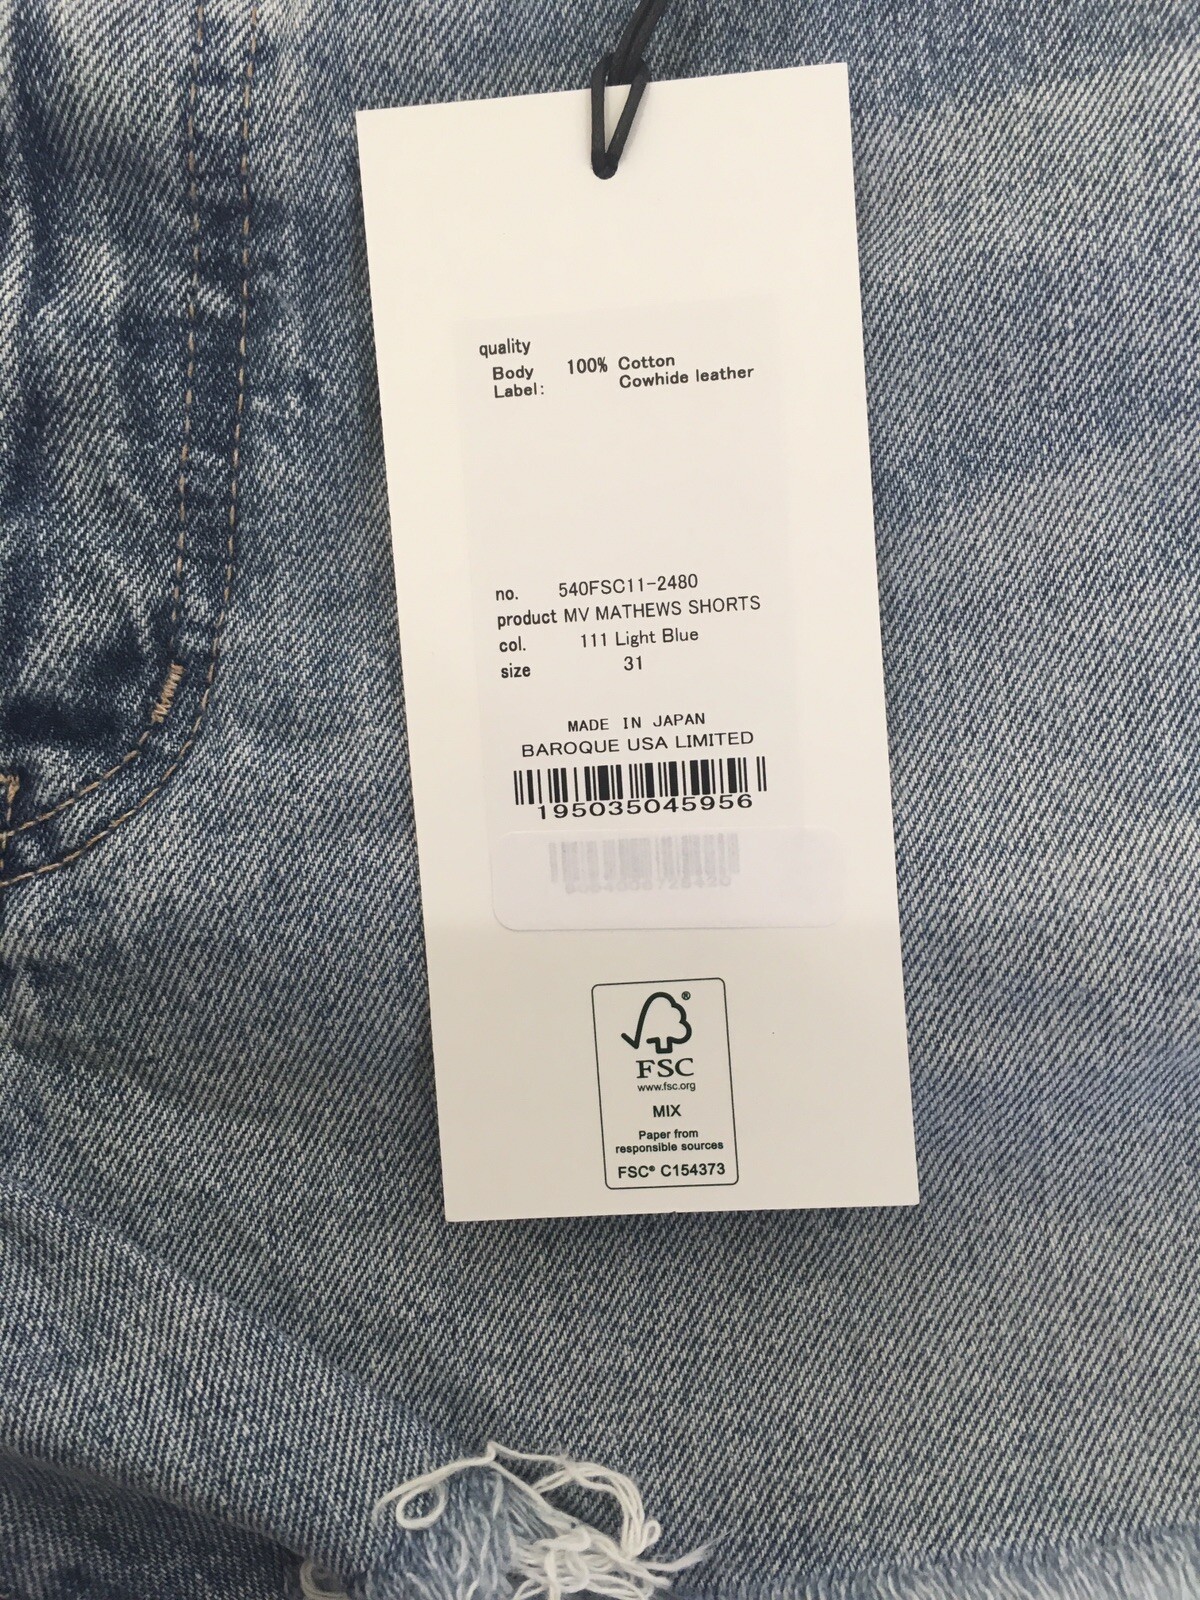 quality
Body 100% Cotton
Label: Cowhide leather
no. 540FSC11-2480
product MV MATHEWS SHORTS
col. 111 Light Blue
size 31
MADE IN JAPAN
BAROQUE USA LIMITED
195035045956
FSC®
www.fsc.org
MIX
Paper from
responsible sources
FSC® C154373